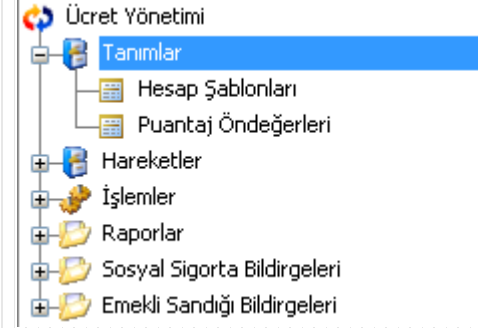 Ücret Yönetimi
Tanımlar
Hesap Şablonları
Puantaj Öndeğerleri
Hareketler
İşlemler
Raporlar
Sosyal Sigorta Bildirgeleri
Emekli Sandığı Bildirgeleri